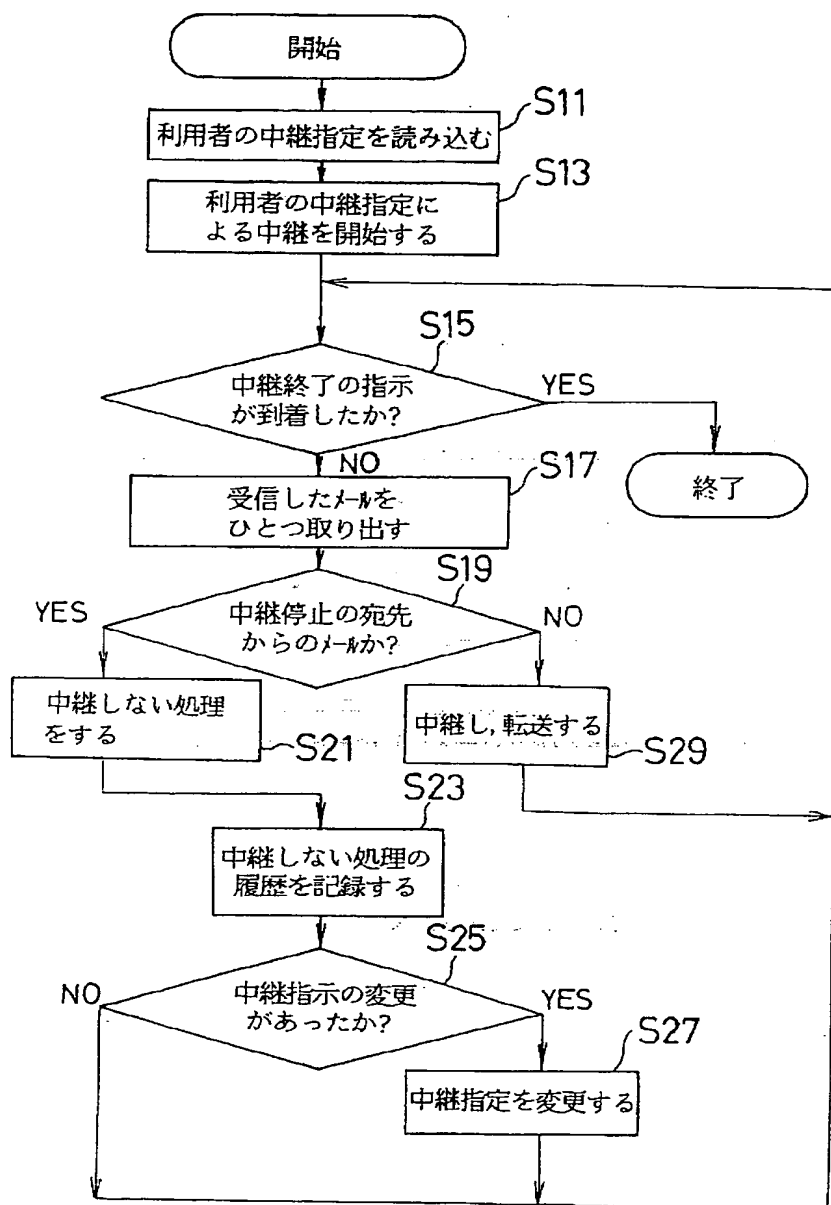 開始
S11
利用者の中継指定を読み込む
S13
利用者の中継指定に
よる中継を開始する
S15
中継終了の指示
が到着したか?
YES
NO
終了
S17
受信したメールを
ひとつ取り出す
S19
YES
中継停止の宛先
からのメールか?
NO
中継しない処理
をする
S21
中継し,転送する
S29
S23
中継しない処理の
履歴を記録する
S25
NO
中継指示の変更
があったか?
YES
S27
中継指定を変更する